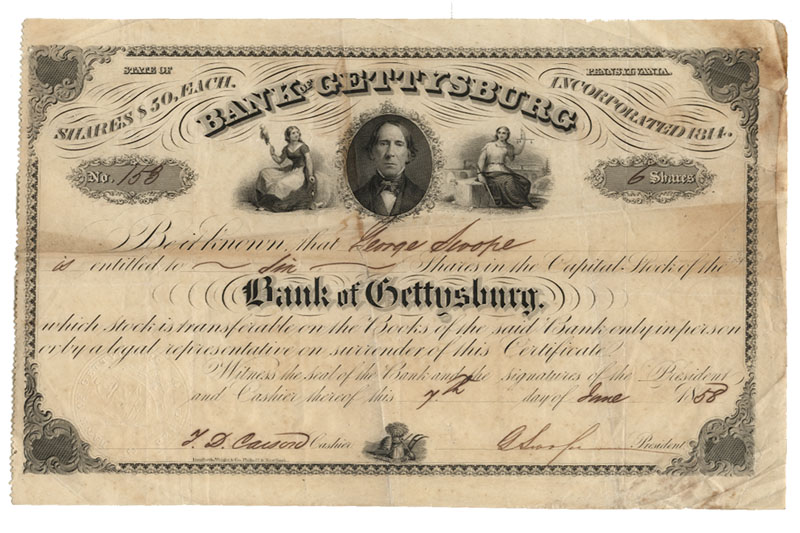 STATE OF PENNSYLVANIA
SHARES $50, EACH. BANK OF GETTYSBURG INCORPORATED 1814.
No. 158 6 Shares
Be it known, that George Swope
is entitled to Six Shares in the Capital Stock of the
Bank of Gettysburg.
which stock is transferable on the Books of the said Bank only in person
or by a legal representative on surrender of this Certificate.
Witness the seal of the Bank and the signatures of the President
and Cashier thereof this 7th day of June 1858
T. D. Carson Cashier President